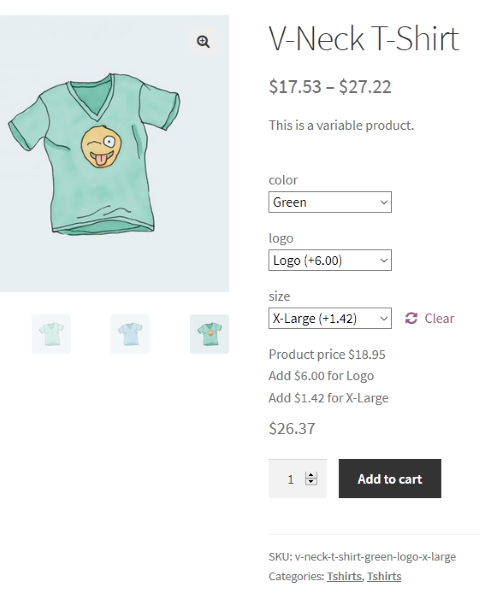 V-Neck T-Shirt
$17.53 – $27.22
This is a variable product.
color
Green
logo
Logo (+6.00)
size
X-Large (+1.42)
Clear
Product price $18.95
Add $6.00 for Logo
Add $1.42 for X-Large
$26.37
1
Add to cart
SKU: v-neck-t-shirt-green-logo-x-large
Categories: Tshirts, Tshirts